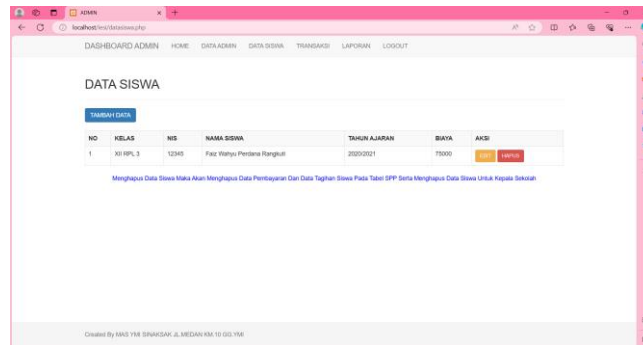 ADMIN
localhost/lesi/datasiswa.php
DASHBOARD ADMIN HOME DATA ADMIN DATA SISWA TRANSAKSI LAPORAN LOGOUT
DATA SISWA
TAMBAH DATA
NO KELAS NIS NAMA SISWA TAHUN AJARAN BIAYA AKSI
1 XII RPL 3 12345 Faiz Wahyu Perdana Rangkuti 2020/2021 75000 EDIT HAPUS
Menghapus Data Siswa Maka Akan Menghapus Data Pembayaran Dan Data Tagihan Siswa Pada Tabel SPP Serta Menghapus Data Siswa Untuk Kepala Sekolah
Created By MAS YMI SINAKSAK JL.MEDAN KM 10 GG.YMI